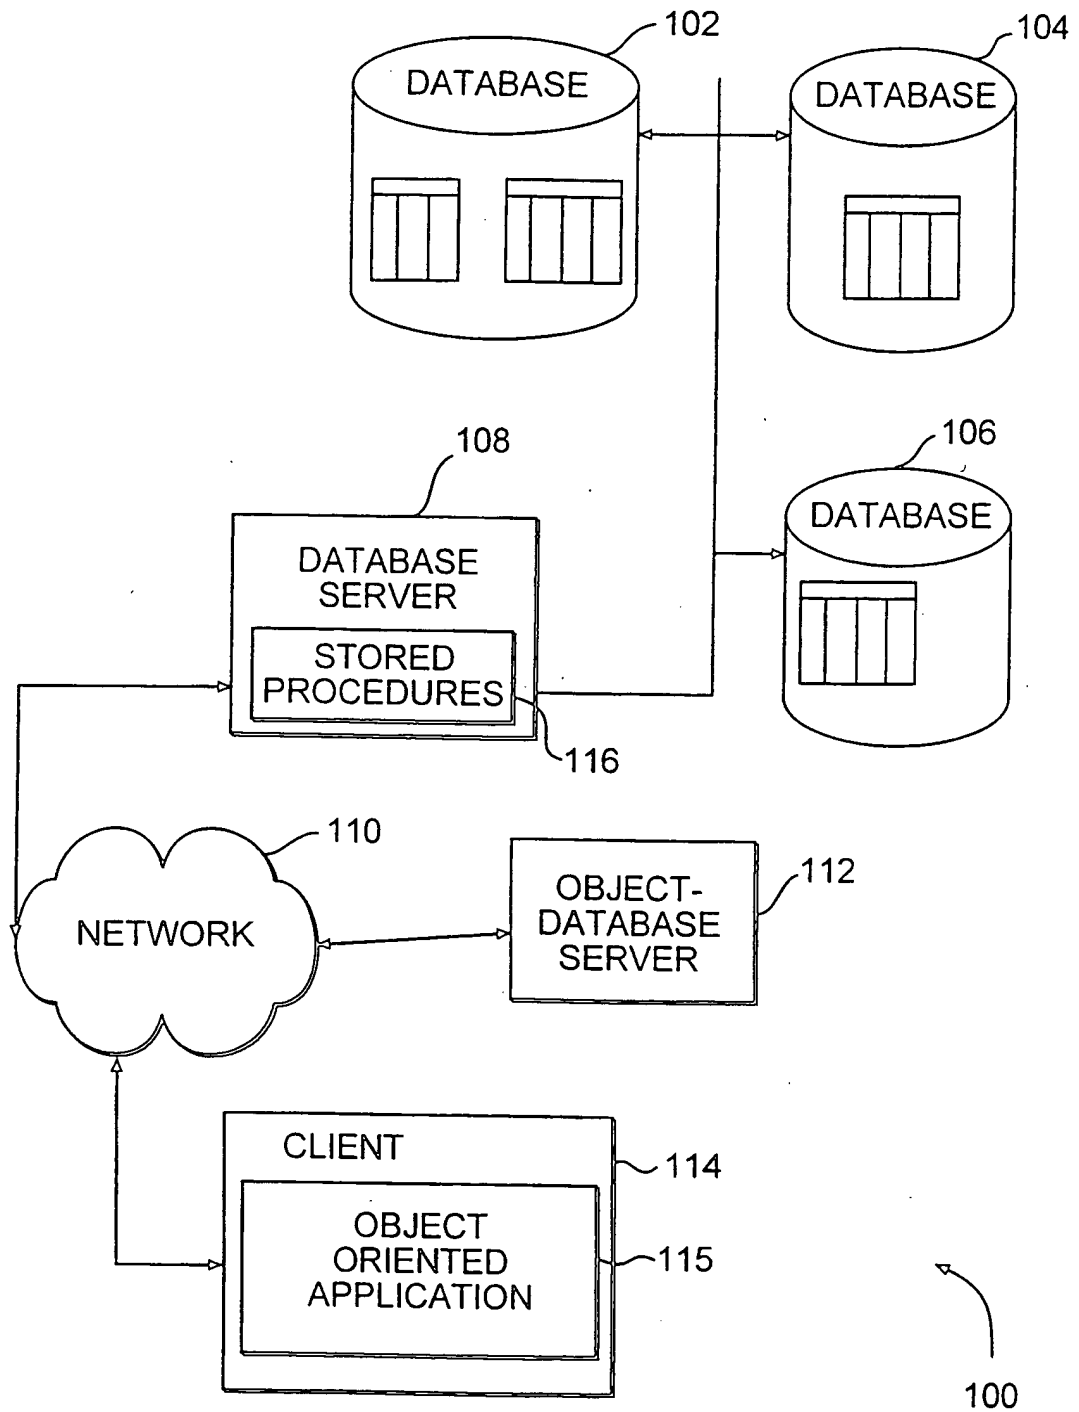 102
104
DATABASE
DATABASE
108
106
DATABASE
DATABASE
SERVER
STORED
PROCEDURES
116
110
112
NETWORK
OBJECT-
DATABASE
SERVER
CLIENT
114
OBJECT
ORIENTED
APPLICATION
115
100